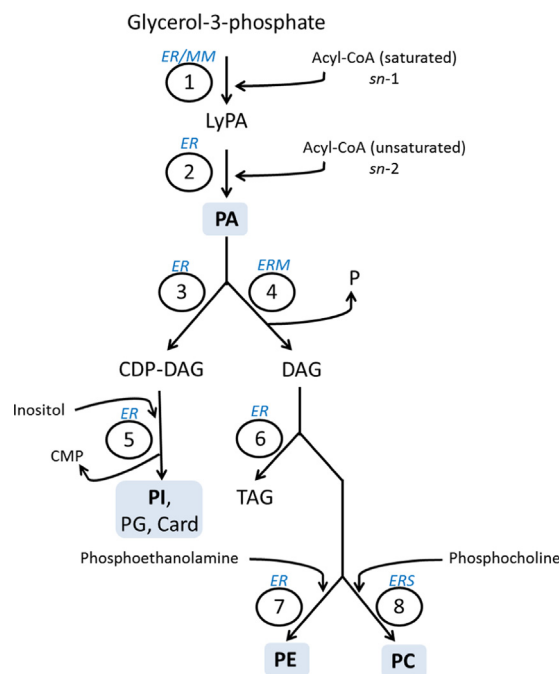 Glycerol-3-phosphate
ER/MM
1
Acyl-CoA (saturated)
sn-1
LyPA
ER
2
Acyl-CoA (unsaturated)
sn-2
PA
ER
3
ERM
4
P
CDP-DAG
DAG
Inositol
ER
5
ER
6
CMP
PI,
PG, Card
TAG
Phosphoethanolamine
Phosphocholine
ER
7
ERS
8
PE
PC